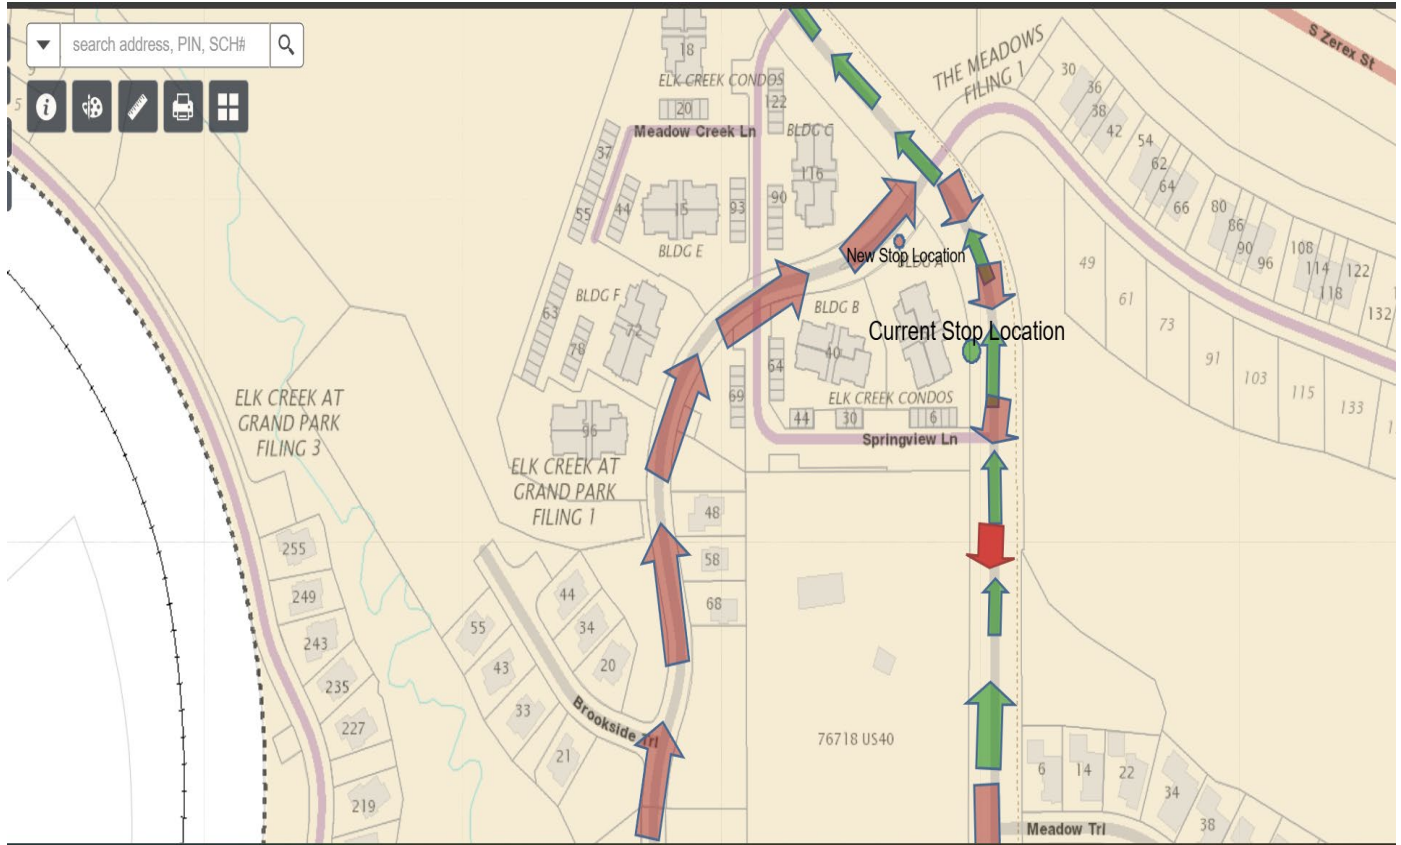 search address, PIN, SCH#
S Zerex St
THE MEADOWS
FILING 1
18
ELK CREEK CONDOS
20
122
Meadow Creek Ln
BLDG C
37
116
55
44
15
93
90
BLDG E
30
36
38
42
54
62
64
66
80
86
90
96
108
114
118
122
132
New Stop Location
BLDG A
49
61
73
91
103
115
133
63
BLDG F
72
78
BLDG B
40
Current Stop Location
64
69
ELK CREEK CONDOS
44
30
6
Springview Ln
96
ELK CREEK AT
GRAND PARK
FILING 3
ELK CREEK AT
GRAND PARK
FILING 1
48
58
68
255
249
243
235
227
219
44
34
20
55
43
33
21
Brookside Trl
76718 US40
6
14
22
34
38
Meadow Trl